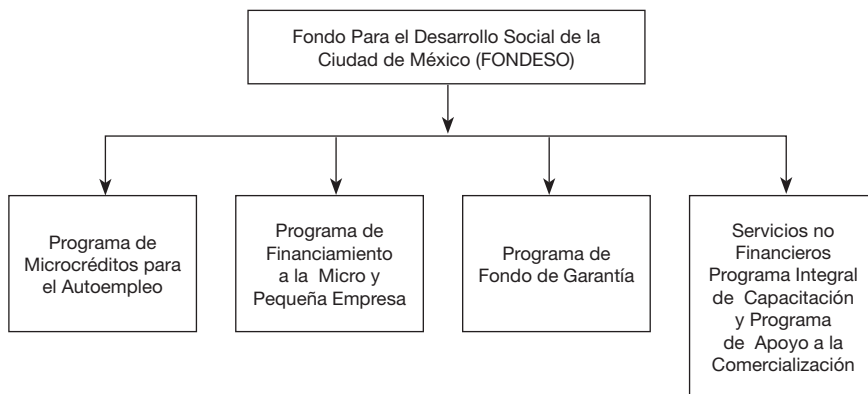 Fondo Para el Desarrollo Social de la
Ciudad de México (FONDESO)
Programa de
Microcréditos para
el Autoempleo
Programa de
Financiamiento
a la Micro y
Pequeña Empresa
Programa de
Fondo de Garantía
Servicios no
Financieros
Programa Integral
de Capacitación
y Programa
de Apoyo a la
Comercialización